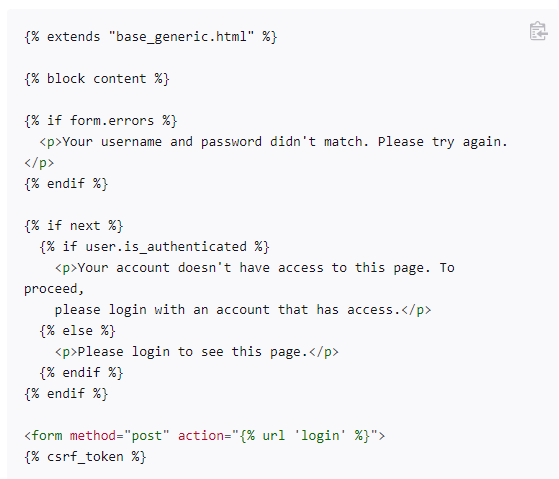 {% extends "base_generic.html" %}
{% block content %}
{% if form.errors %}
<p>Your username and password didn't match. Please try again.
</p>
{% endif %}
{% if next %}
{% if user.is_authenticated %}
<p>Your account doesn't have access to this page. To
proceed,
please login with an account that has access.</p>
{% else %}
<p>Please login to see this page.</p>
{% endif %}
{% endif %}
<form method="post" action="{% url 'login' %}">
{% csrf_token %}